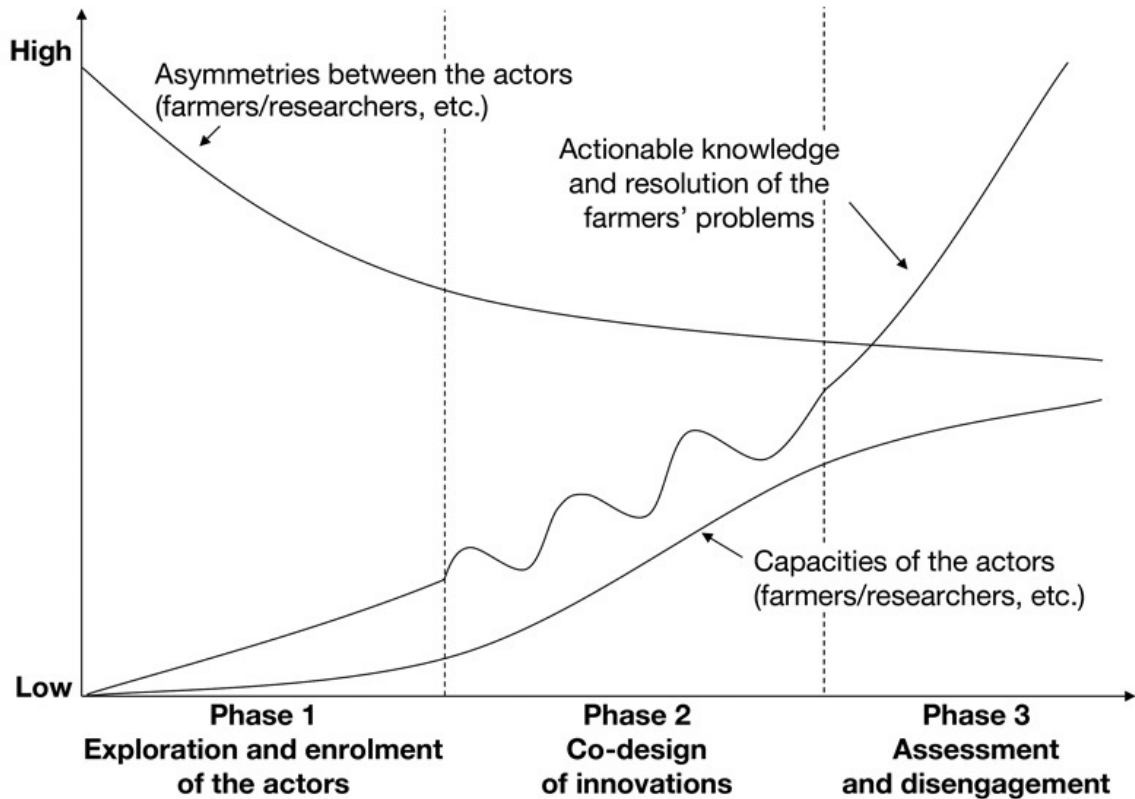 High
Asymmetries between the actors
(farmers/researchers, etc.)
Actionable knowledge
and resolution of the
farmers’ problems
Capacities of the actors
(farmers/researchers, etc.)
Low
Phase 1
Exploration and enrolment
of the actors
Phase 2
Co-design
of innovations
Phase 3
Assessment
and disengagement